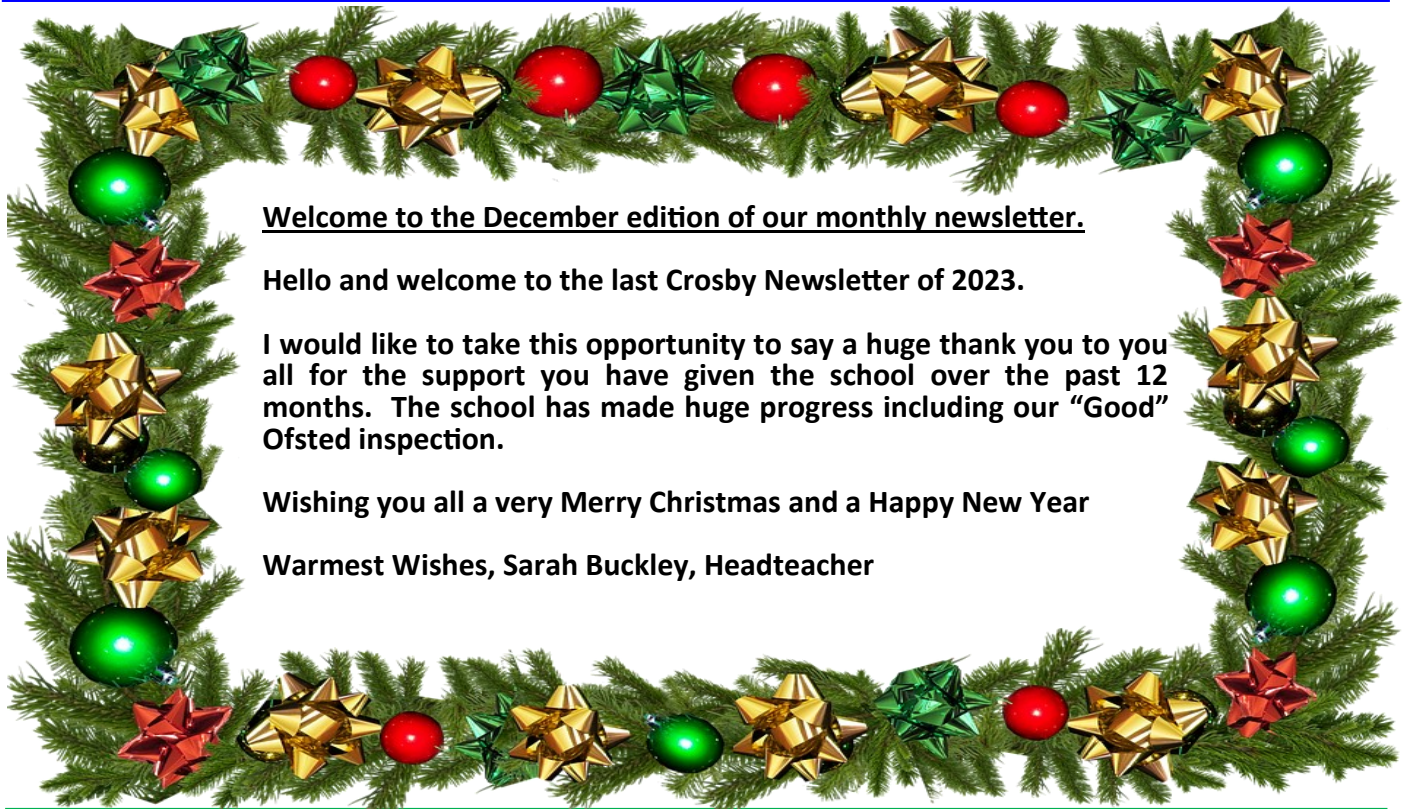 Welcome to the December edition of our monthly newsletter.
Hello and welcome to the last Crosby Newsletter of 2023.
I would like to take this opportunity to say a huge thank you to you
all for the support you have given the school over the past 12
months.  The school has made huge progress including our “Good”
Ofsted inspection.
Wishing you all a very Merry Christmas and a Happy New Year
Warmest Wishes, Sarah Buckley, Headteacher